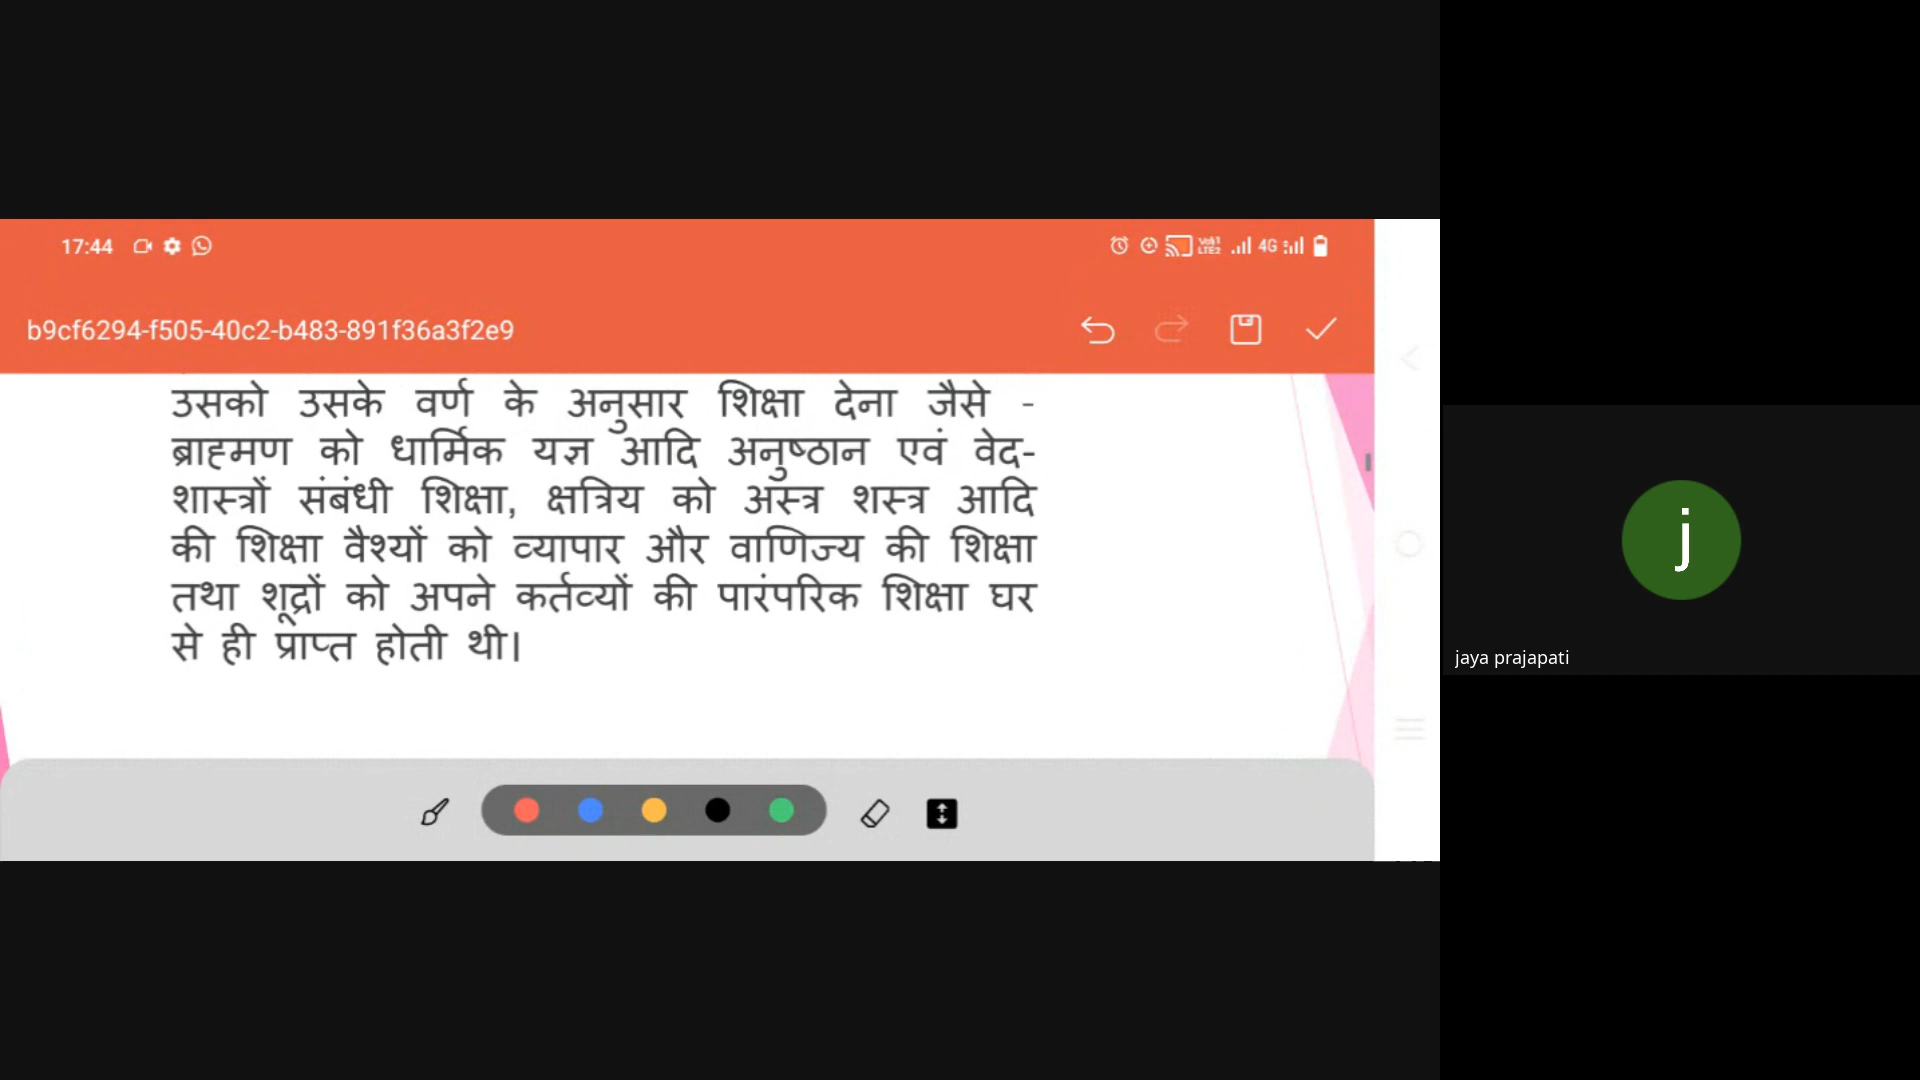 17:44
4G
b9cf6294-f505-40c2-b483-891f36a3f2e9
उसको उसके वर्ण के अनुसार शिक्षा देना जैसे -
ब्राह्मण को धार्मिक यज्ञ आदि अनुष्ठान एवं वेद-
शास्त्रों संबंधी शिक्षा, क्षत्रिय को अस्त्र शस्त्र आदि
की शिक्षा वैश्यों को व्यापार और वाणिज्य की शिक्षा
तथा शूद्रों को अपने कर्तव्यों की पारंपरिक शिक्षा घर
से ही प्राप्त होती थी।
j
jaya prajapati